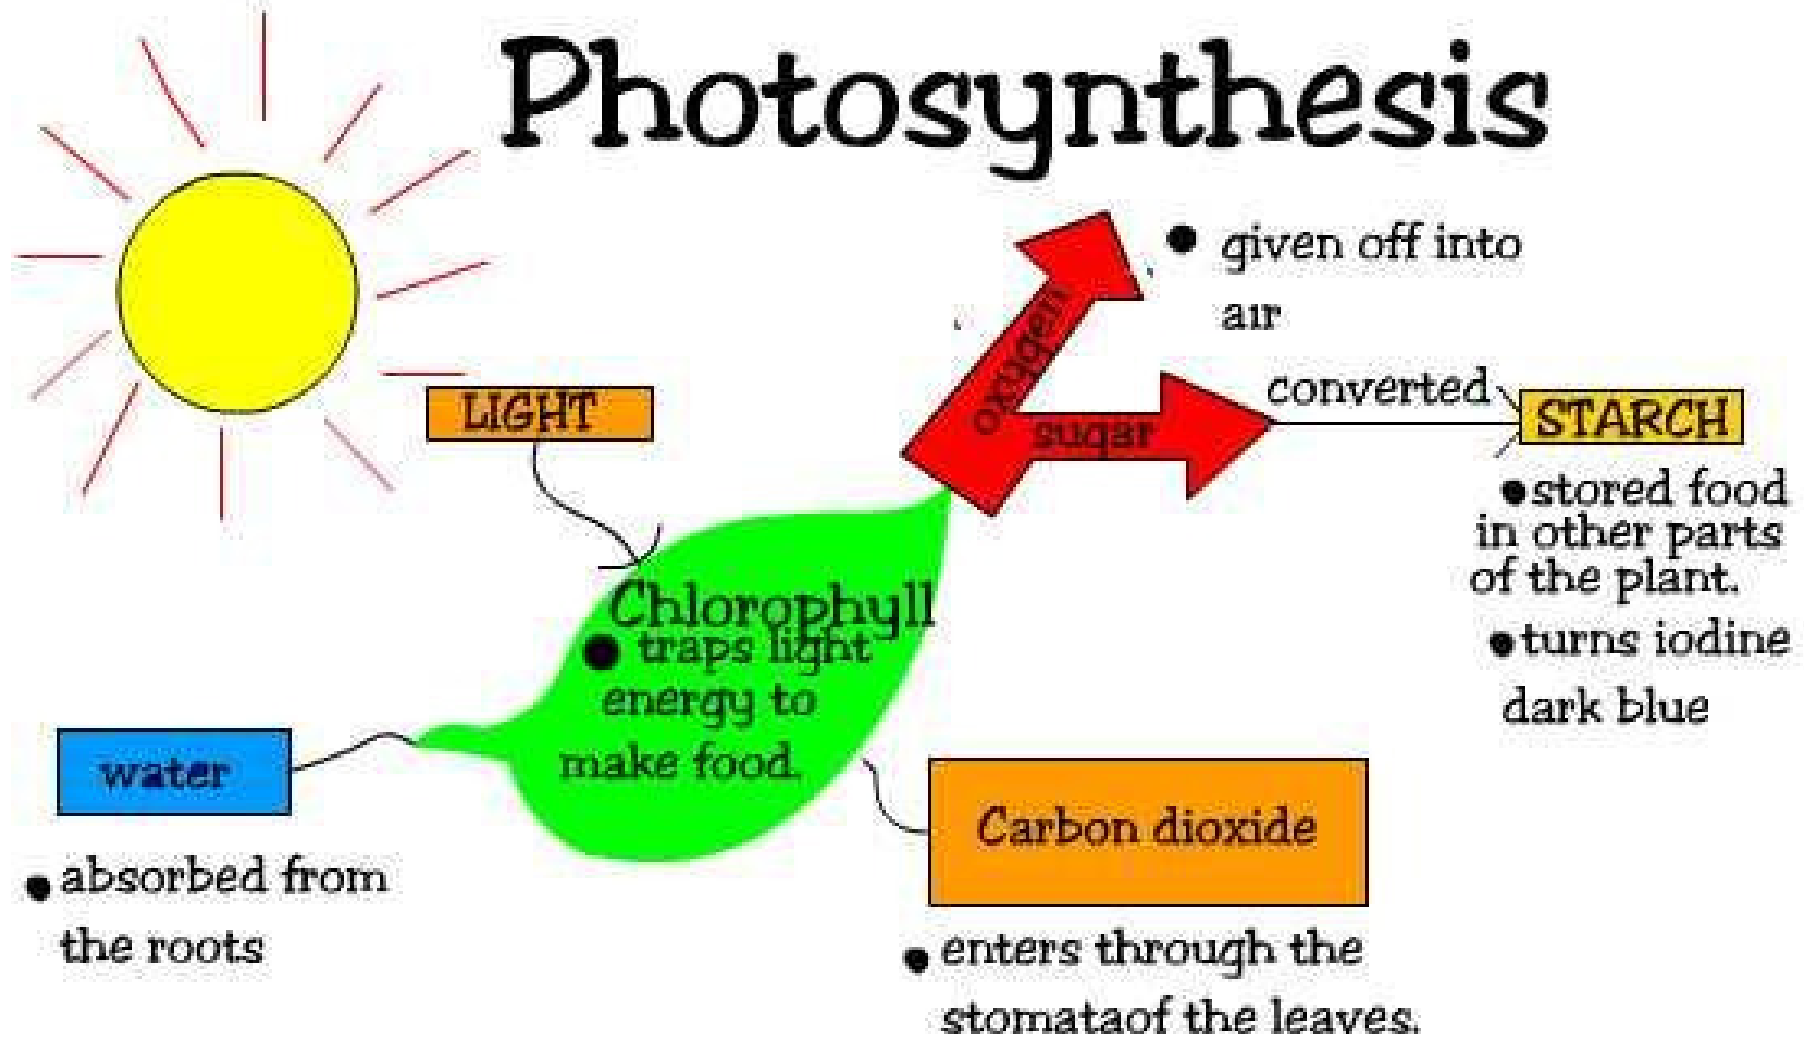 Photosynthesis
given off into
air
oxygen
sugar
converted
STARCH
stored food
in other parts
of the plant.
turns iodine
dark blue
LIGHT
Chlorophyll
traps light
energy to
make food.
water
absorbed from
the roots
Carbon dioxide
enters through the
stomataof the leaves.